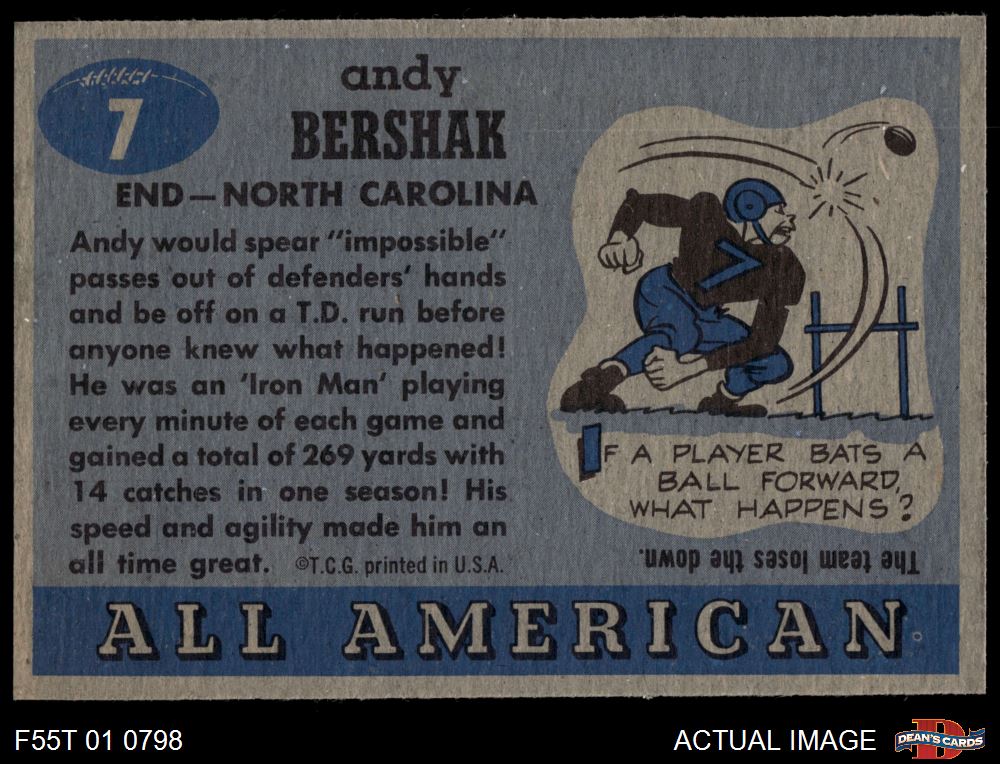 7
andy
BERSHAK
END—NORTH CAROLINA
Andy would spear "impossible"
passes out of defenders' hands
and be off on a T.D. run before
anyone knew what happened!
He was an 'Iron Man' playing
every minute of each game and
gained a total of 269 yards with
14 catches in one season! His
speed and agility made him an
all time great. ©T.C.G. printed in U.S.A.
7
IF A PLAYER BATS A
BALL FORWARD,
WHAT HAPPENS?
The team loses the down.
ALL AMERICAN
F55T 01 0798
ACTUAL IMAGE
D
DEAN'S CARDS